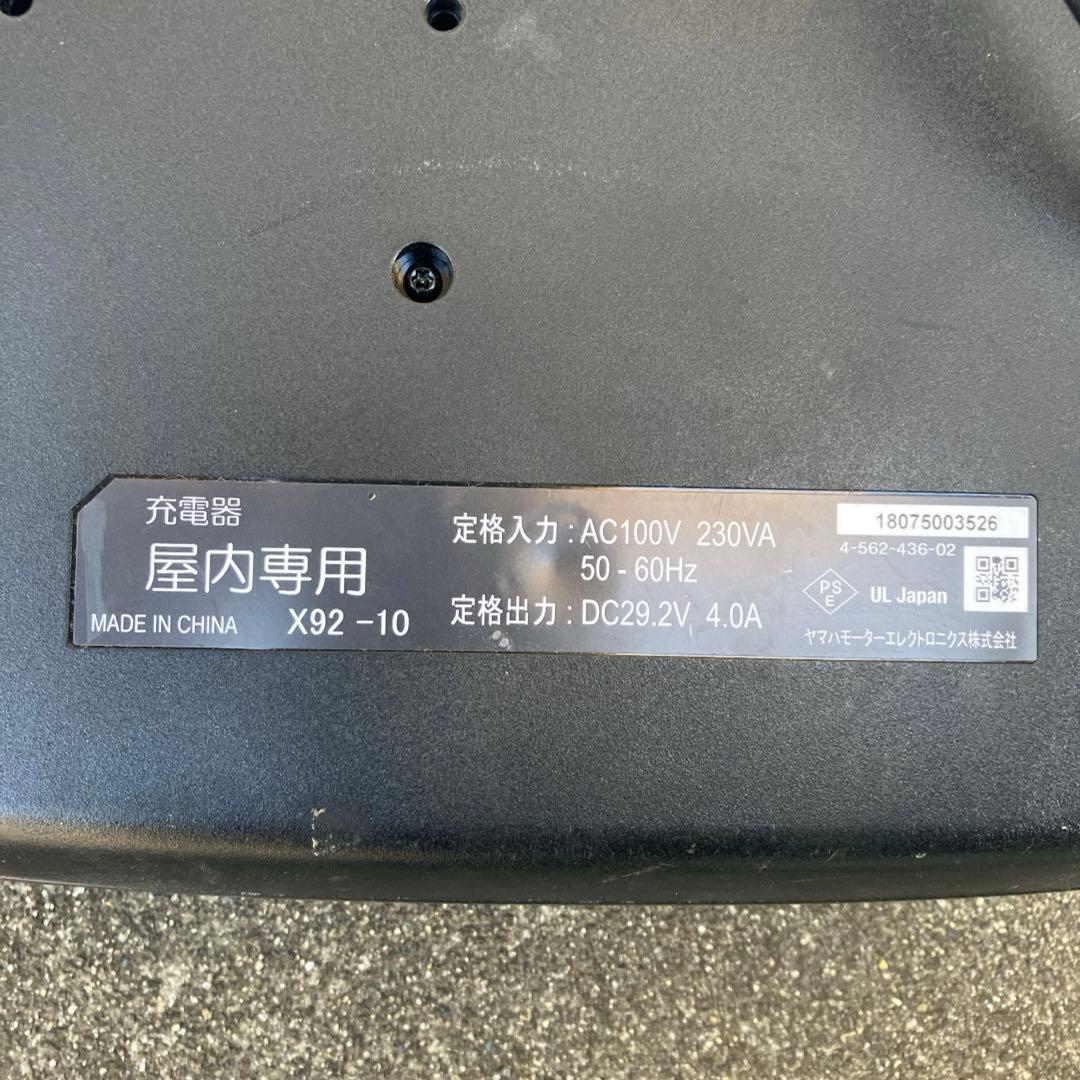 充電器
屋内専用
MADE IN CHINA X92 -10
定格入力 : AC100V 230VA
50 - 60Hz
定格出力 : DC29.2V 4.0A
18075003526
4-562-436-02
PS
E
UL Japan
ヤマハモーターエレクトロニクス株式会社